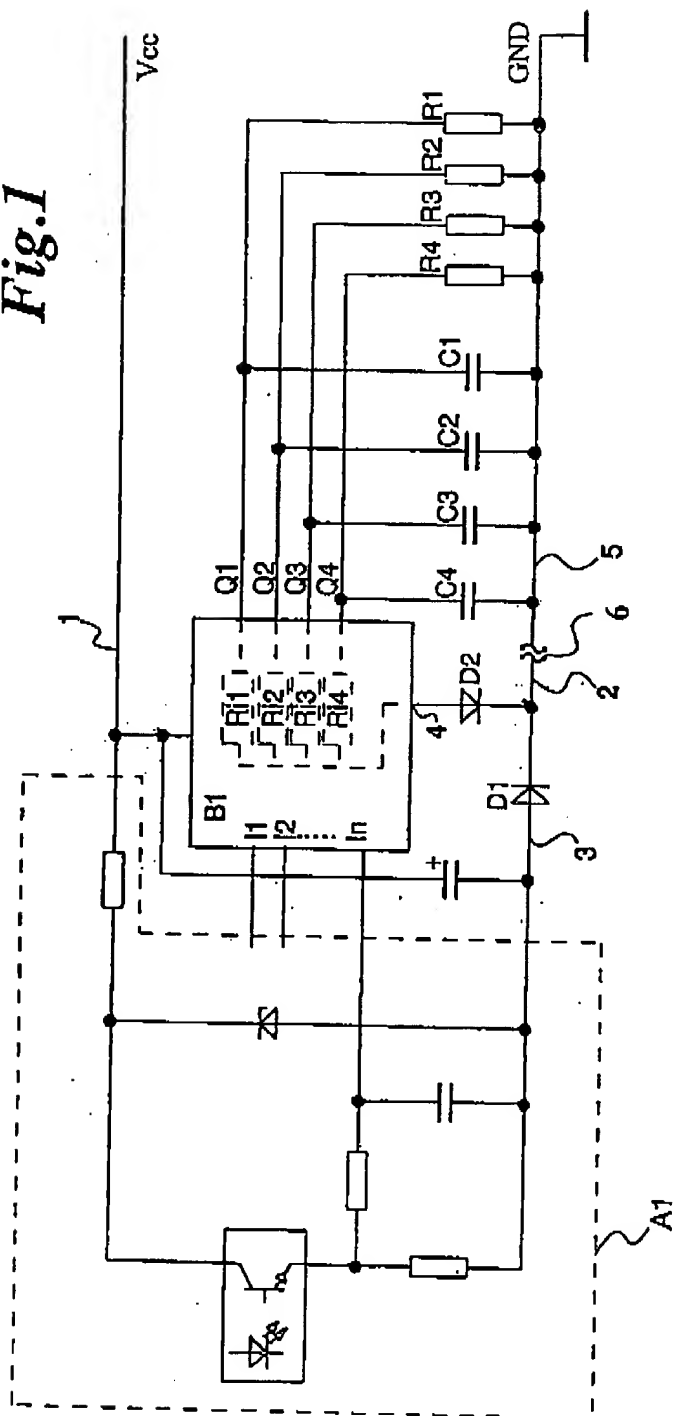 Fig.1
Vcc
GND
1
R1
R2
R3
R4
C1
C2
C3
C4
Q1
Q2
Q3
Q4
Ri1
Ri2
Ri3
Ri4
B1
I1
I2
......
In
4
D2
D1
+
5
6
2
3
A1